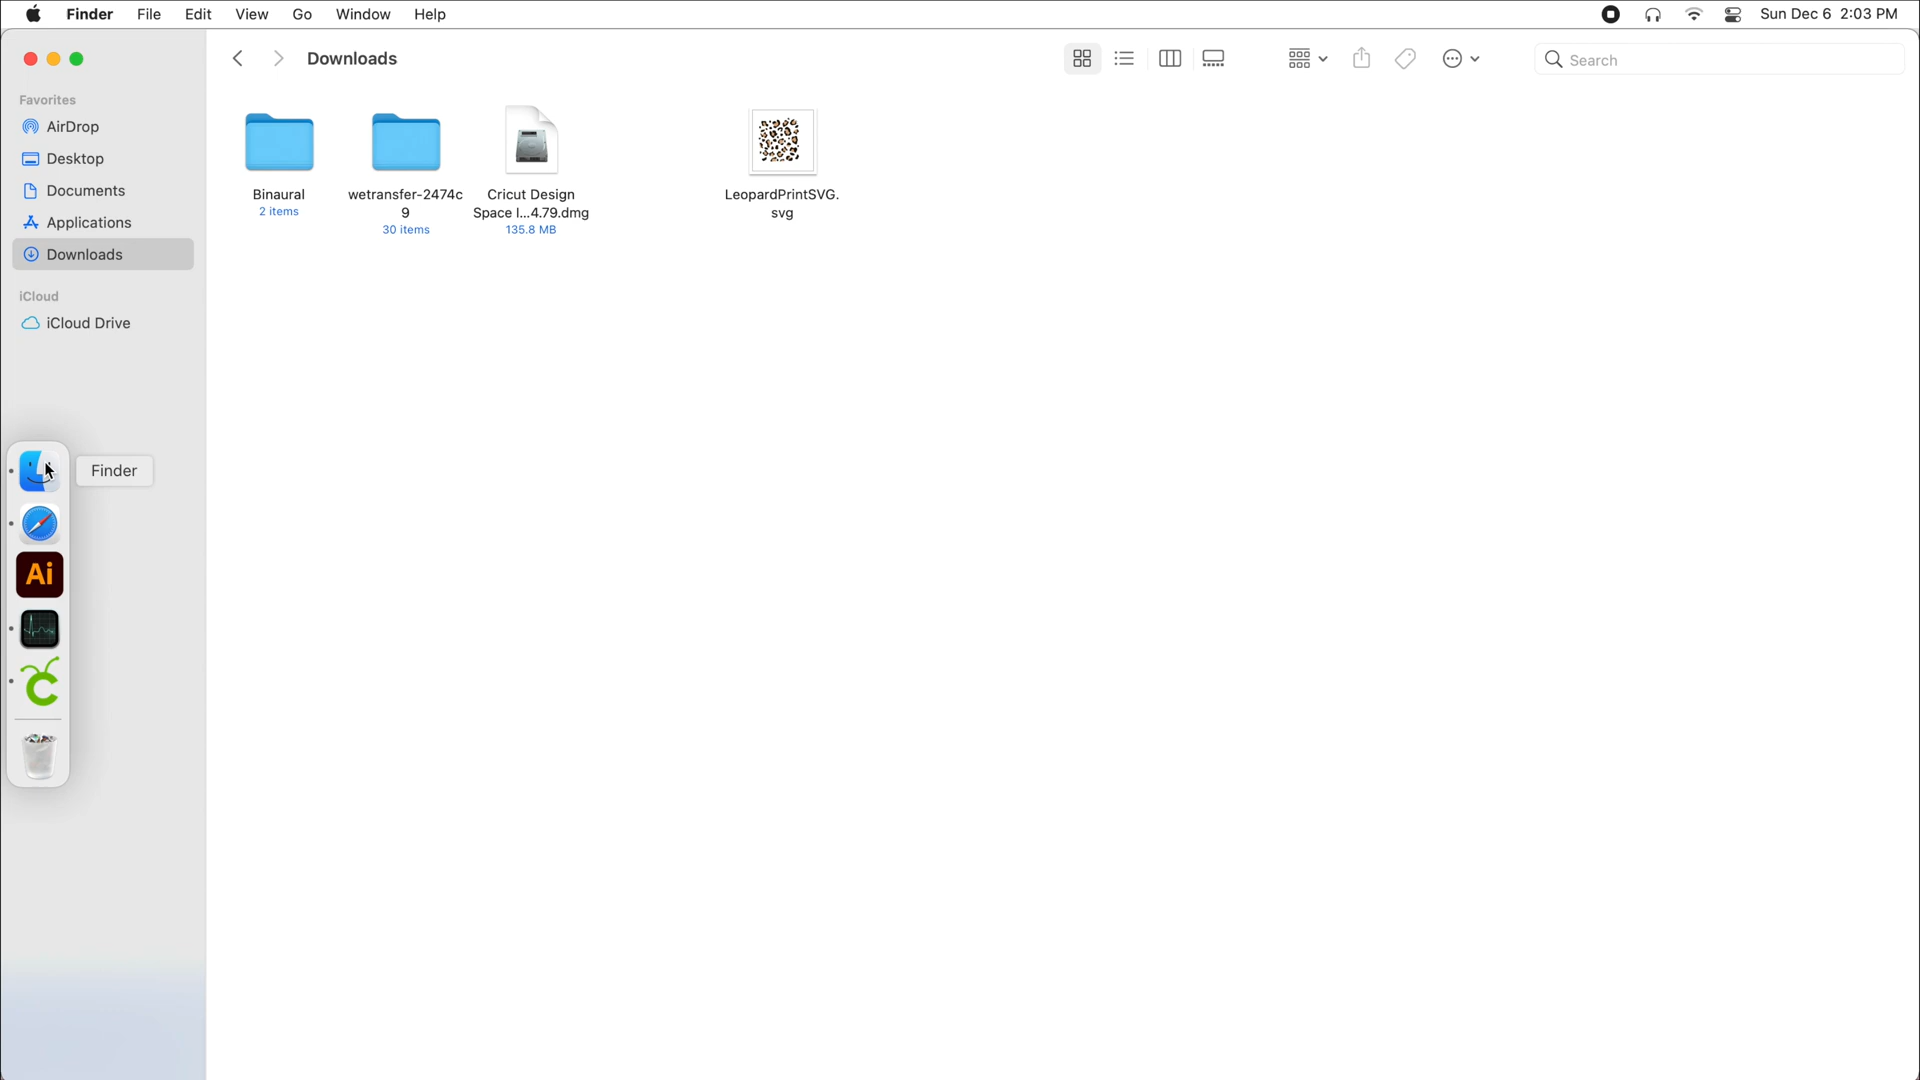 Finder File Edit View Go Window Help Sun Dec 6 2:03 PM
Downloads Search
Favorites
AirDrop
Desktop
Documents
Applications
Downloads
iCloud
iCloud Drive
Binaural
2 items
wetransfer-2474c
9
30 items
Cricut Design
Space I...4.79.dmg
135.8 MB
LeopardPrintSVG.
svg
Finder
Ai